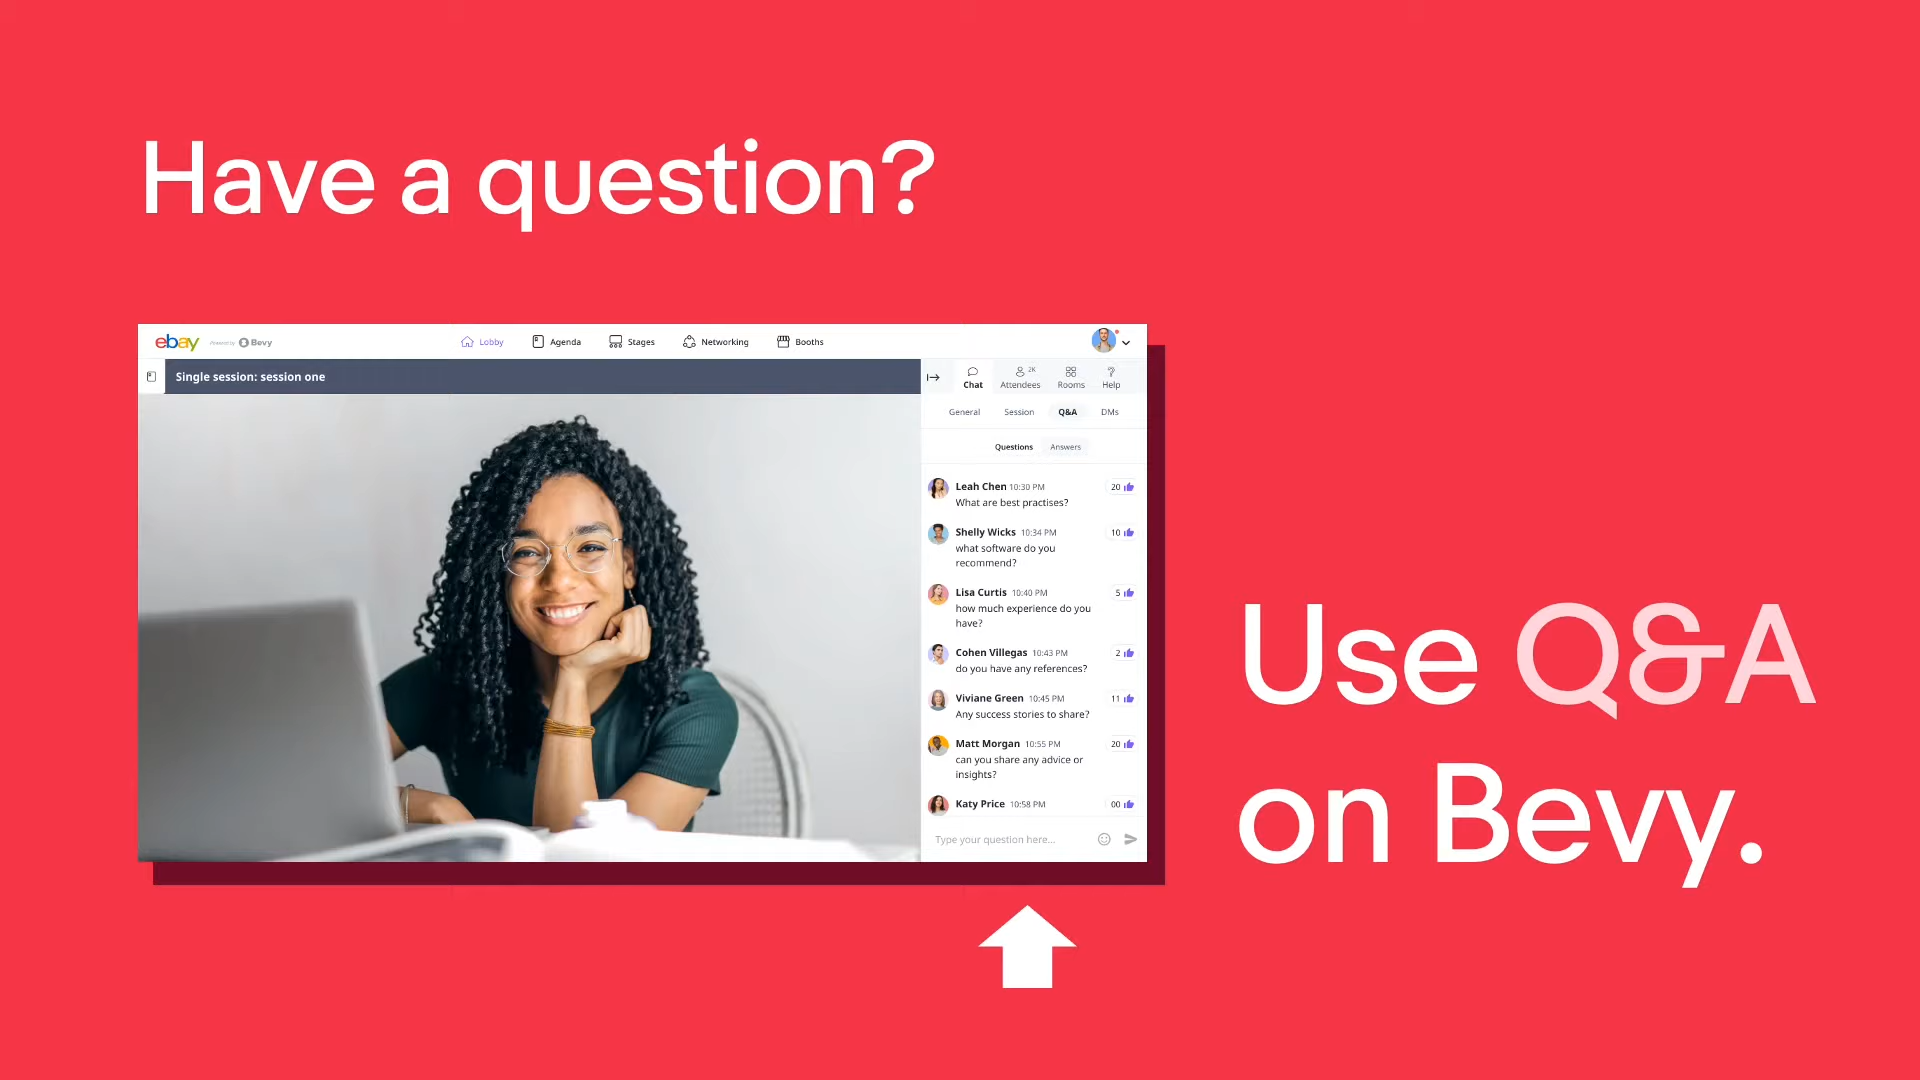 Have a question?
ebay Powered by Bevy
Lobby Agenda Stages Networking Booths
Single session: session one
2K
Chat Attendees Rooms Help
General Session Q&A DMs
Questions Answers
Leah Chen 10:30 PM 20
What are best practises?
Shelly Wicks 10:34 PM 10
what software do you
recommend?
Lisa Curtis 10:40 PM 5
how much experience do you
have?
Cohen Villegas 10:43 PM 2
do you have any references?
Viviane Green 10:45 PM 11
Any success stories to share?
Matt Morgan 10:55 PM 20
can you share any advice or
insights?
Katy Price 10:58 PM 00
Type your question here...
Use Q&A
on Bevy.